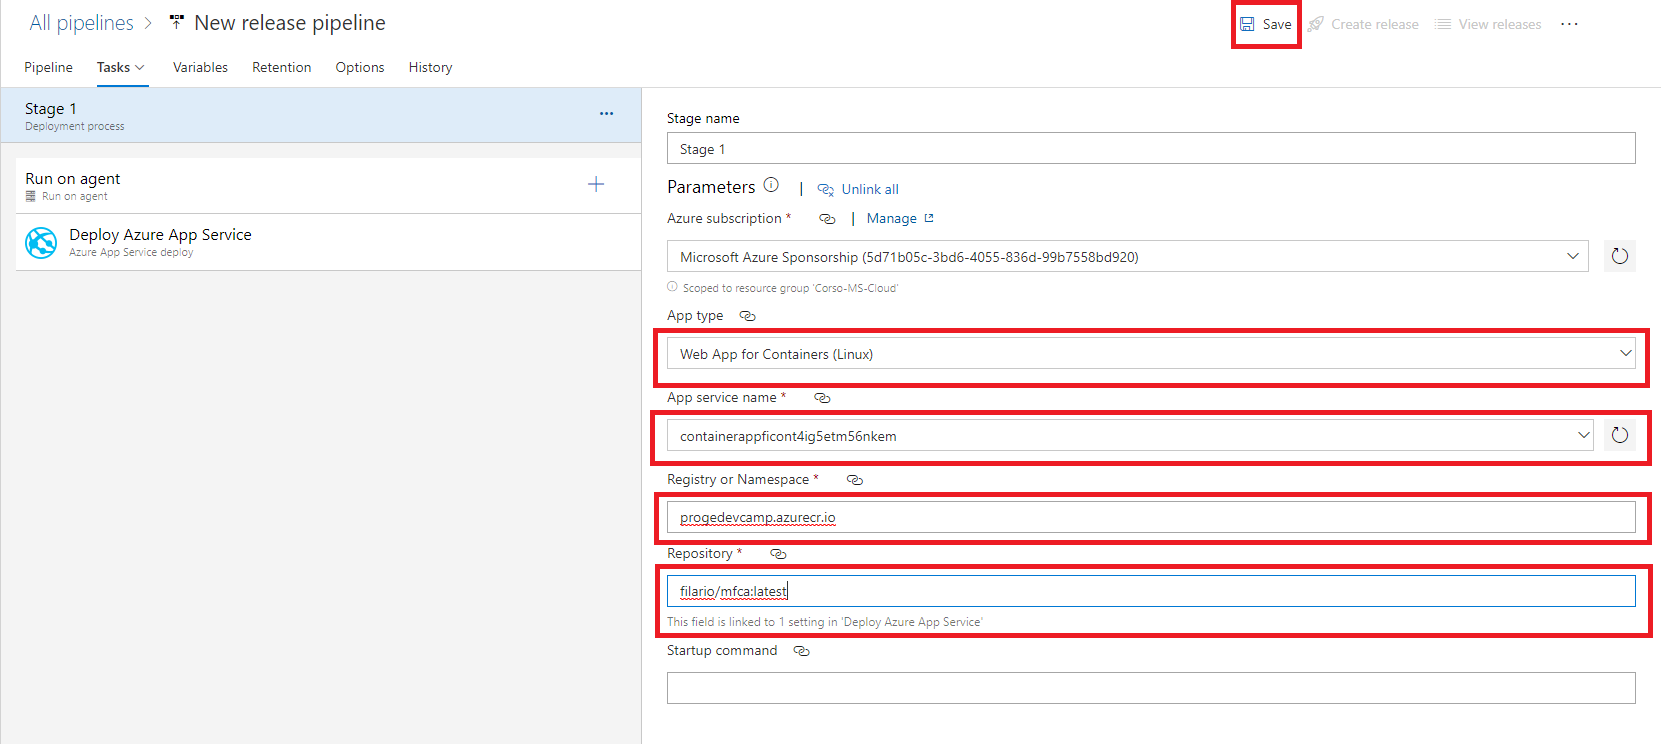 All pipelines > New release pipeline
Save Create release View releases ...
Pipeline Tasks Variables Retention Options History
Stage 1
Deployment process
Run on agent
Run on agent
Deploy Azure App Service
Azure App Service deploy
Stage name
Stage 1
Parameters | Unlink all
Azure subscription * | Manage
Microsoft Azure Sponsorship (5d71b05c-3bd6-4055-836d-99b7558bd920)
Scoped to resource group 'Corso-MS-Cloud'
App type
Web App for Containers (Linux)
App service name *
containerappficont4ig5etm56nkem
Registry or Namespace *
progedevcamp.azurecr.io
Repository *
filario/mfca:latest
This field is linked to 1 setting in 'Deploy Azure App Service'
Startup command